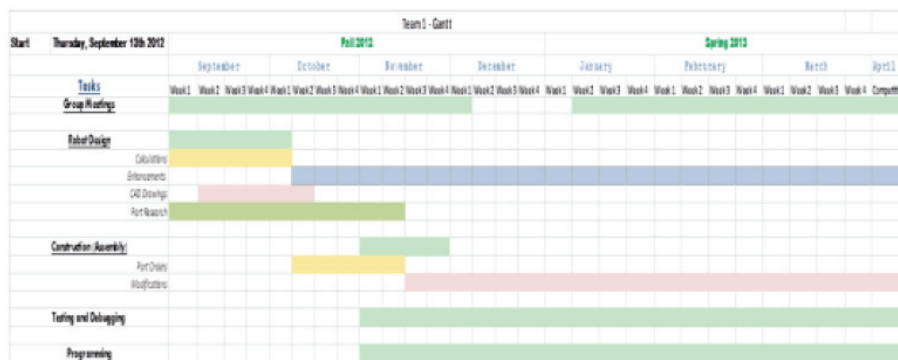 Team 1 - Gantt
Start Thursday, September 13th 2012 Fall 2012 Spring 2013
September October November December January February March April
Tasks Week 1 Week 2 Week 3 Week 4 Week 1 Week 2 Week 3 Week 4 Week 1 Week 2 Week 3 Week 4 Week 1 Week 2 Week 3 Week 4 Week 1 Week 2 Week 3 Week 4 Week 1 Week 2 Week 3 Week 4 Week 1 Week 2 Week 3 Week 4 Competit
Group Meetings
Robot Design
Calculations
Enhancements
CAD Drawings
Part Research
Construction (Assembly)
Part Orders
Modifications
Testing and Debugging
Programming